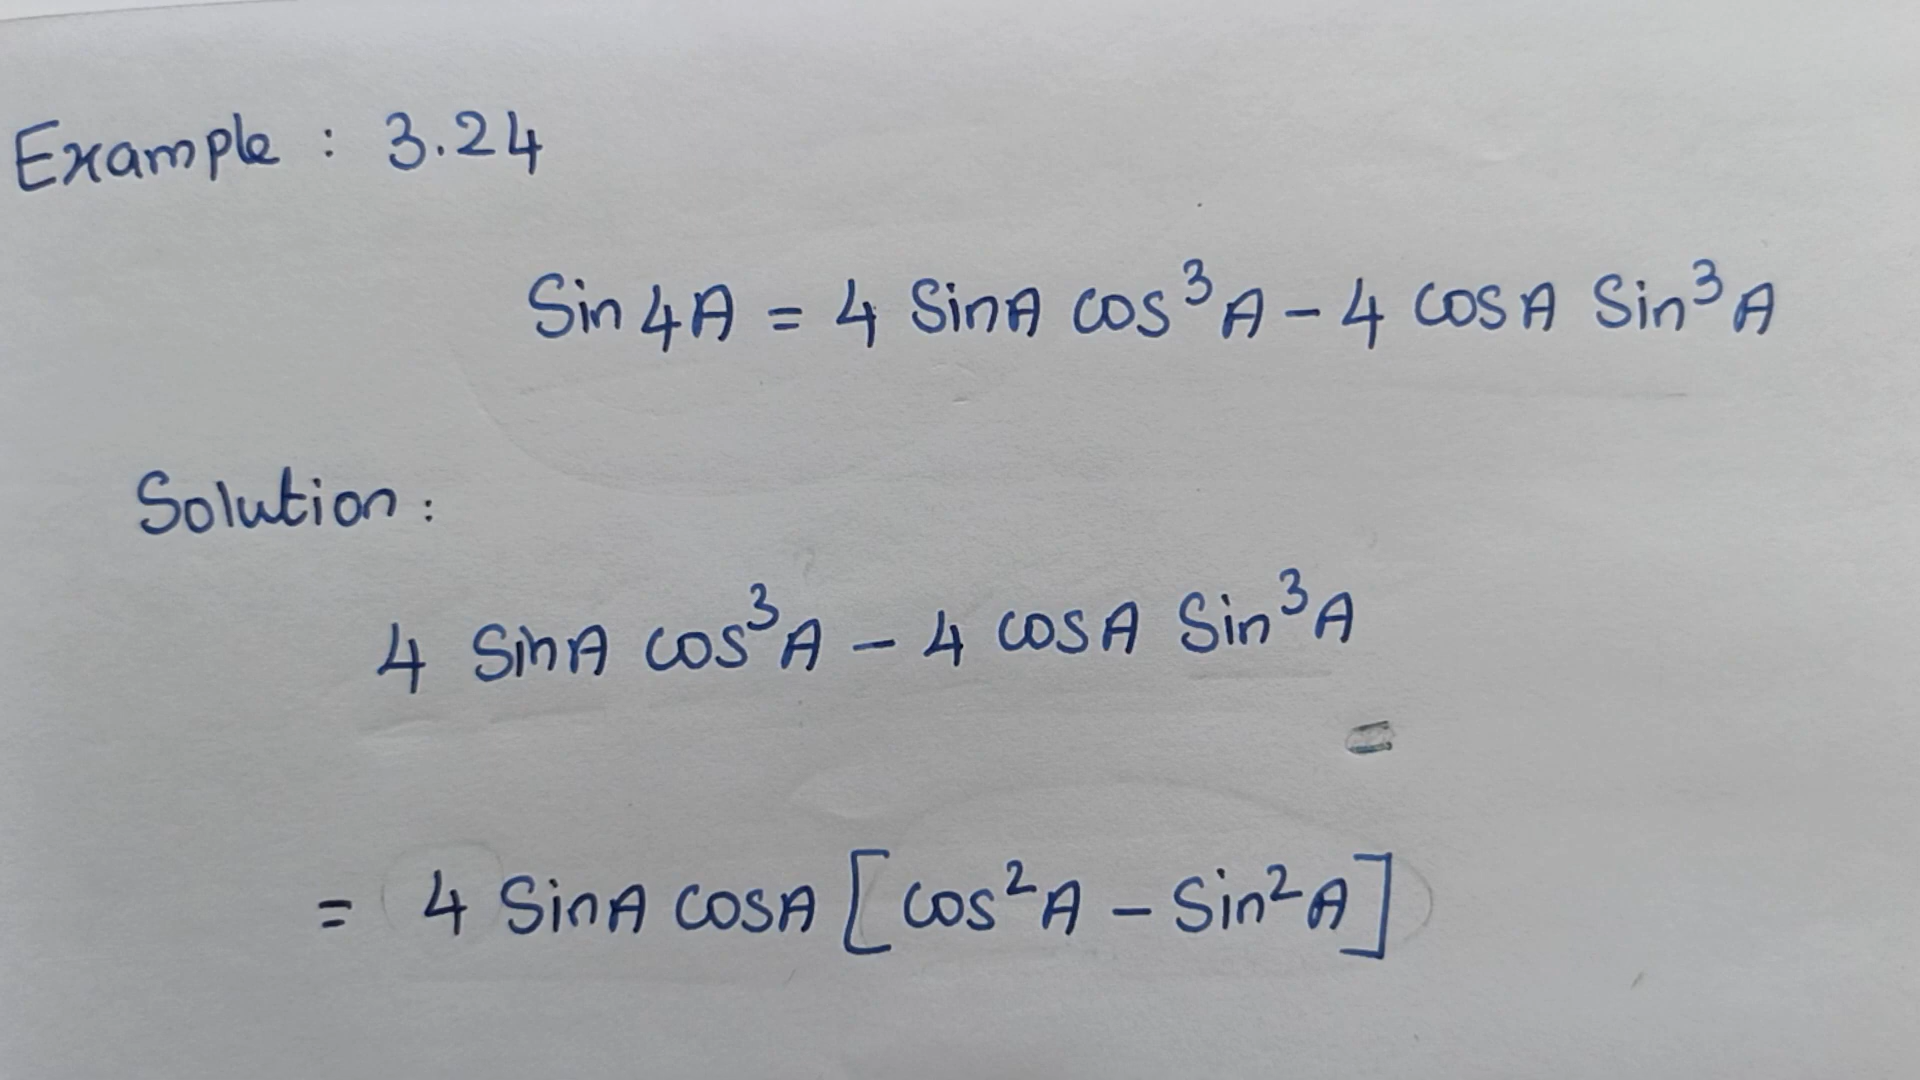 Example : 3.24
Sin 4A = 4 SinA cos³A - 4 cosA Sin³A
Solution :
4 SinA cos³A - 4 cosA Sin³A
= 4 SinA cosA [cos²A - Sin²A]